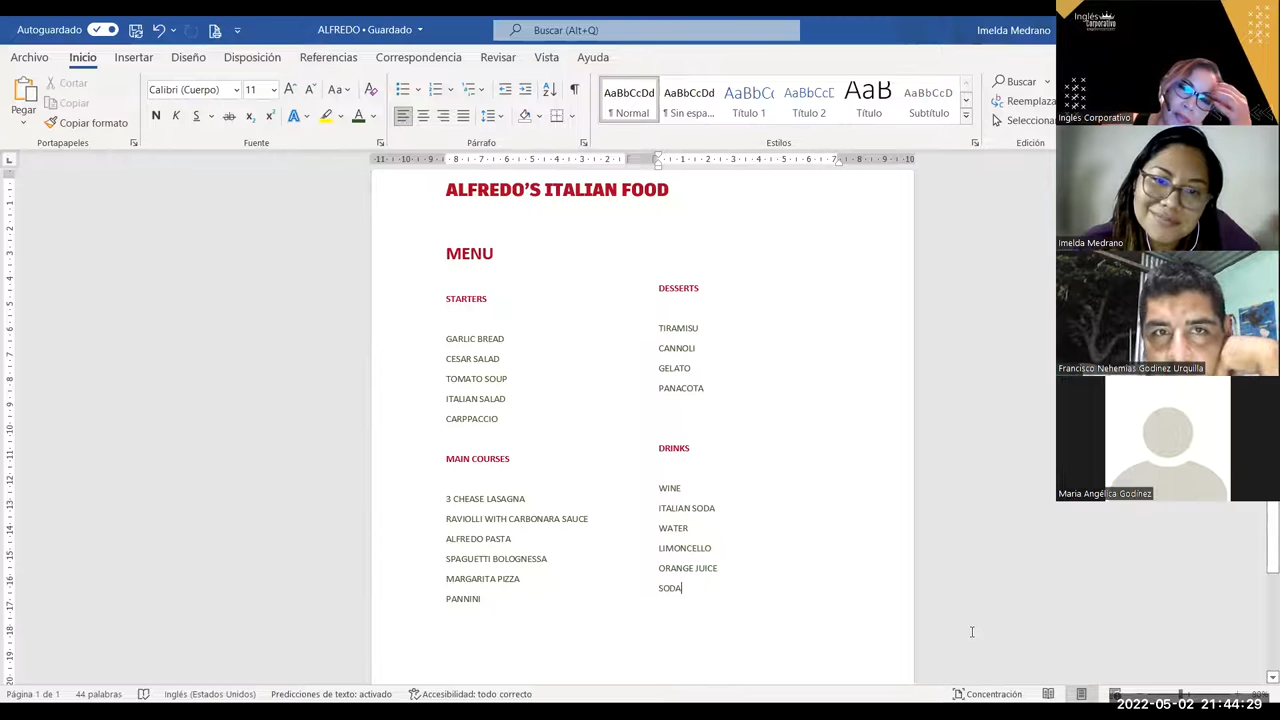 Autoguardado
ALFREDO • Guardado
Buscar (Alt+Q)
Imelda Medrano
Archivo Inicio Insertar Diseño Disposición Referencias Correspondencia Revisar Vista Ayuda
Pegar
Cortar
Copiar
Copiar formato
Portapapeles
Calibri (Cuerpo) 11
Fuente
Párrafo
AaBbCcDd
¶ Normal
AaBbCcDd
¶ Sin espa...
AaBbCc
Título 1
AaBbCcC
Título 2
AaB
Título
AaBbCcD
Subtítulo
Estilos
Buscar
Reemplaza
Selecciona
Edición
ALFREDO’S ITALIAN FOOD
MENU
STARTERS
GARLIC BREAD
CESAR SALAD
TOMATO SOUP
ITALIAN SALAD
CARPPACCIO
MAIN COURSES
3 CHEASE LASAGNA
RAVIOLLI WITH CARBONARA SAUCE
ALFREDO PASTA
SPAGUETTI BOLOGNESSA
MARGARITA PIZZA
PANNINI
DESSERTS
TIRAMISU
CANNOLI
GELATO
PANACOTA
DRINKS
WINE
ITALIAN SODA
WATER
LIMONCELLO
ORANGE JUICE
SODA
Inglés
Corporativo
Ingles Corporativo
Imelda Medrano
Francisco Nehemias Godinez Urquilla
Maria Angélica Godinez
Página 1 de 1 44 palabras Inglés (Estados Unidos) Predicciones de texto: activado Accesibilidad: todo correcto Concentración
2022-05-02 21:44:29